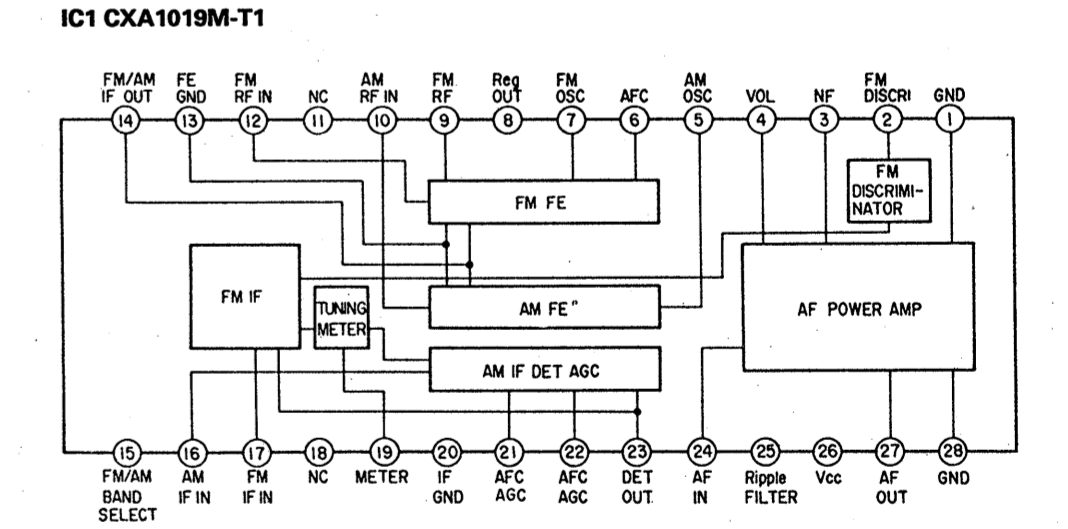 IC1 CXA1019M-T1
FM/AM FE FM AM FM Reg FM AM FM
IF OUT GND RF IN NC RF IN RF OUT OSC AFC OSC VOL NF DISCRI GND
14 13 12 11 10 9 8 7 6 5 4 3 2 1
FM
DISCRIMI-
NATOR
FM FE
FM IF
TUNING
METER
AM FE"
AF POWER AMP
AM IF DET AGC
15 16 17 18 19 20 21 22 23 24 25 26 27 28
FM/AM AM FM NC METER IF AFC AFC DET AF Ripple Vcc AF GND
BAND IF IN IF IN GND AGC AGC OUT. IN FILTER OUT
SELECT